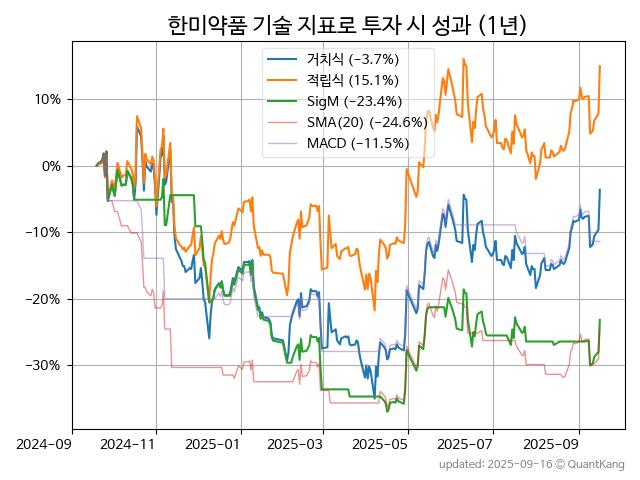 한미약품 기술 지표로 투자 시 성과 (1년)
거치식 (−3.7%)
적립식 (15.1%)
SigM (−23.4%)
SMA(20) (−24.6%)
MACD (−11.5%)
10%
0%
−10%
−20%
−30%
2024-09 2024-11 2025-01 2025-03 2025-05 2025-07 2025-09
updated: 2025-09-16 © QuantKang